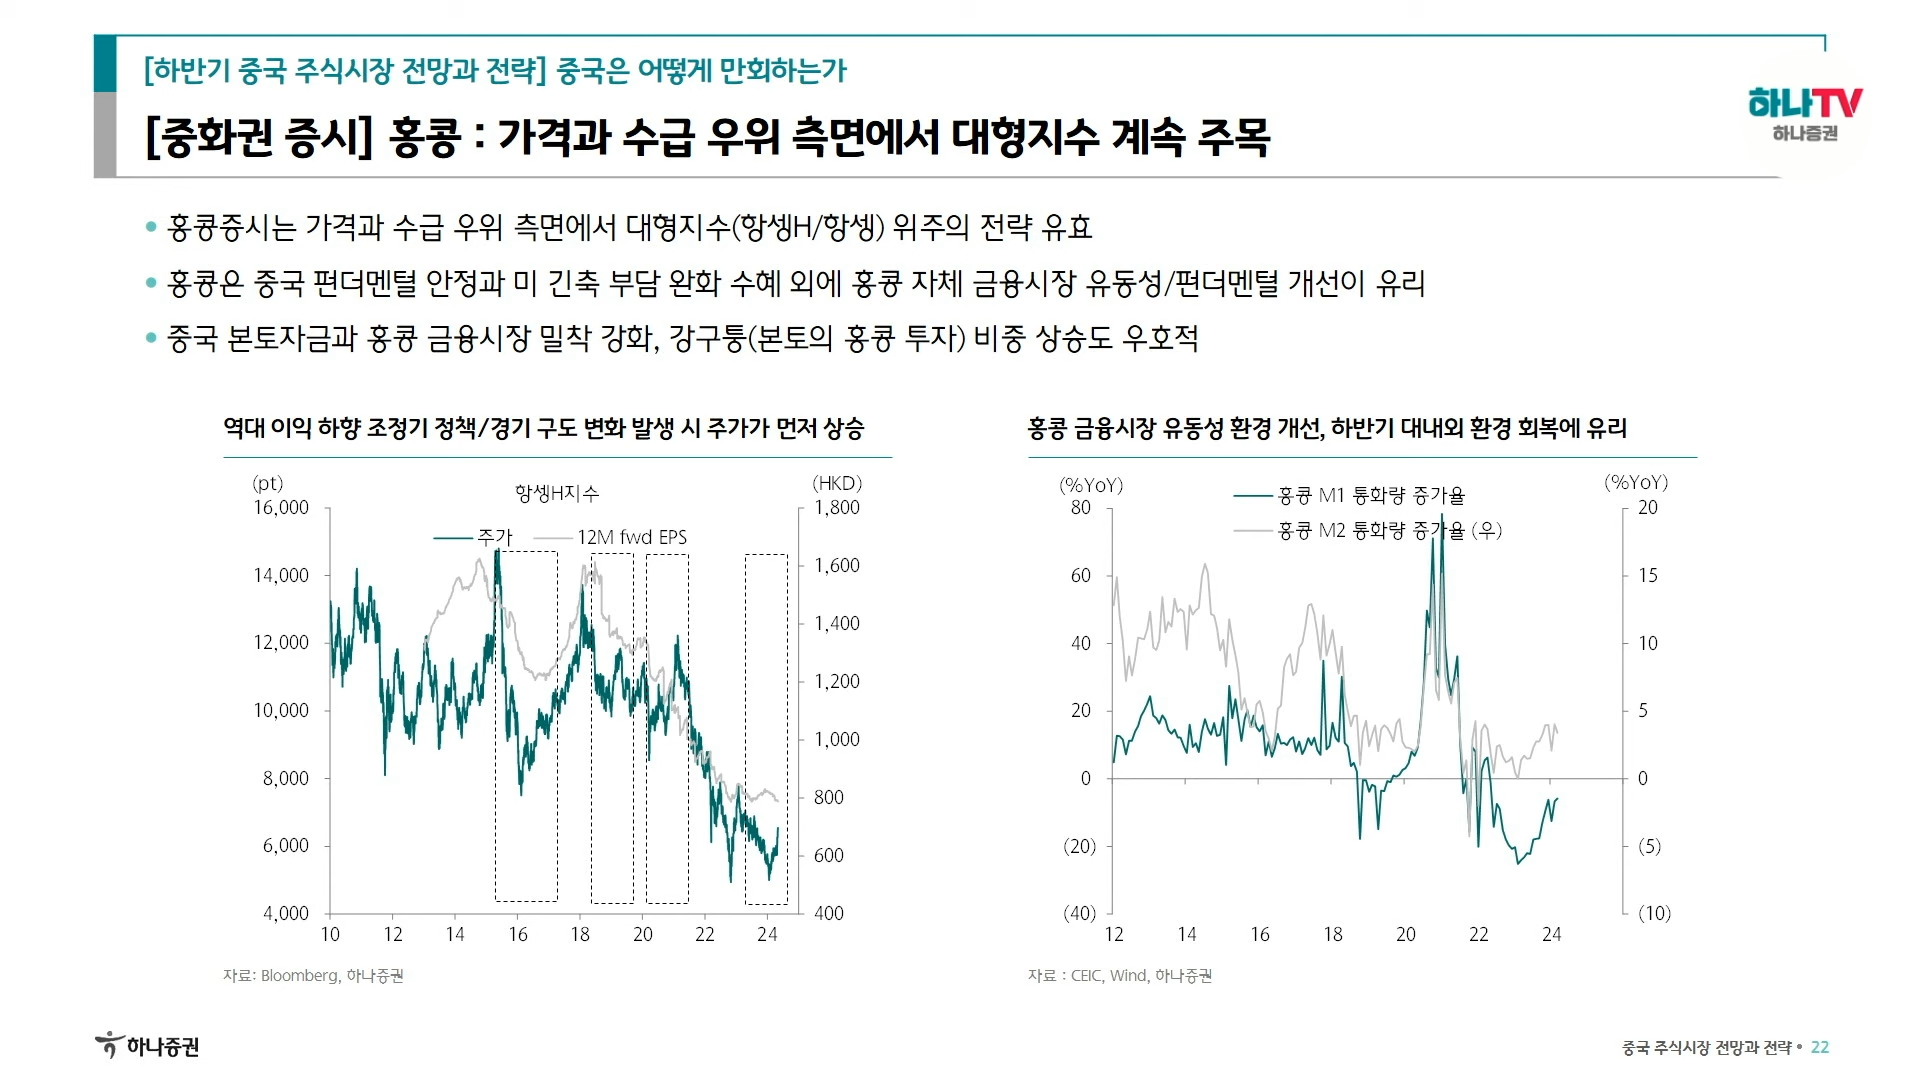 [하반기 중국 주식시장 전망과 전략] 중국은 어떻게 만회하는가
하나TV
하나증권
[중화권 증시] 홍콩 : 가격과 수급 우위 측면에서 대형지수 계속 주목
• 홍콩증시는 가격과 수급 우위 측면에서 대형지수(항셍H/항셍) 위주의 전략 유효
• 홍콩은 중국 펀더멘털 안정과 미 긴축 부담 완화 수혜 외에 홍콩 자체 금융시장 유동성/펀더멘털 개선이 유리
• 중국 본토자금과 홍콩 금융시장 밀착 강화, 강구퉁(본토의 홍콩 투자) 비중 상승도 우호적
역대 이익 하향 조정기 정책/경기 구도 변화 발생 시 주가가 먼저 상승
(pt)
항셍H지수
(HKD)
주가
12M fwd EPS
16,000
14,000
12,000
10,000
8,000
6,000
4,000
1,800
1,600
1,400
1,200
1,000
800
600
400
10 12 14 16 18 20 22 24
자료: Bloomberg, 하나증권
홍콩 금융시장 유동성 환경 개선, 하반기 대내외 환경 회복에 유리
(%YoY)
(%YoY)
홍콩 M1 통화량 증가율
홍콩 M2 통화량 증가율 (우)
80
60
40
20
0
(20)
(40)
20
15
10
5
0
(5)
(10)
12 14 16 18 20 22 24
자료 : CEIC, Wind, 하나증권
하나증권
중국 주식시장 전망과 전략 • 22